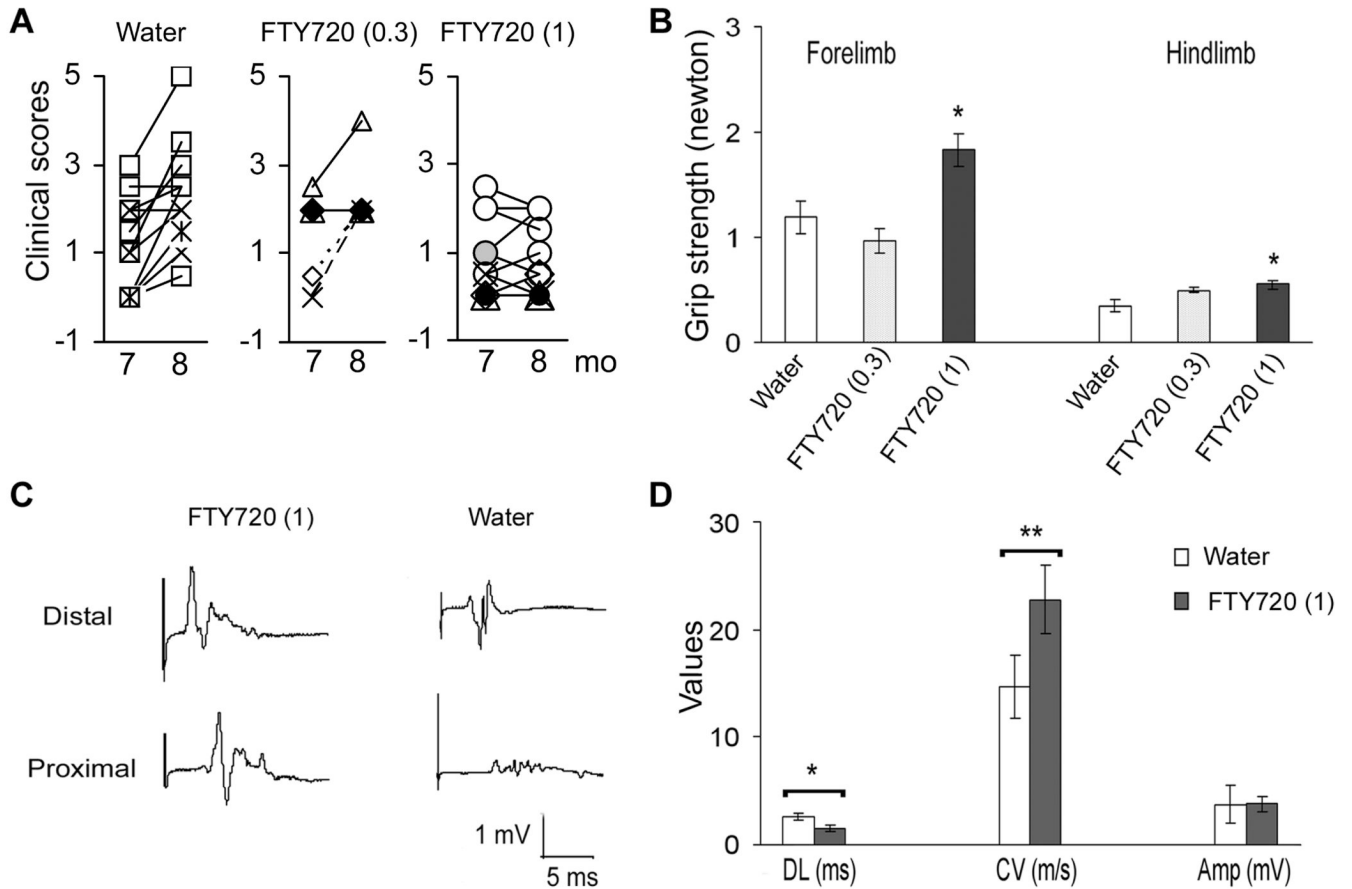 A
Water
FTY720 (0.3)
FTY720 (1)
Clinical scores
5
3
1
-1
7 8
5
3
1
-1
7 8
5
3
1
-1
7 8 mo
B
Grip strength (newton)
3
2
1
0
Forelimb
Hindlimb
*
*
Water
FTY720 (0.3)
FTY720 (1)
Water
FTY720 (0.3)
FTY720 (1)
C
FTY720 (1)
Water
Distal
Proximal
1 mV
5 ms
D
Values
30
20
10
0
*
**
Water
FTY720 (1)
DL (ms)
CV (m/s)
Amp (mV)